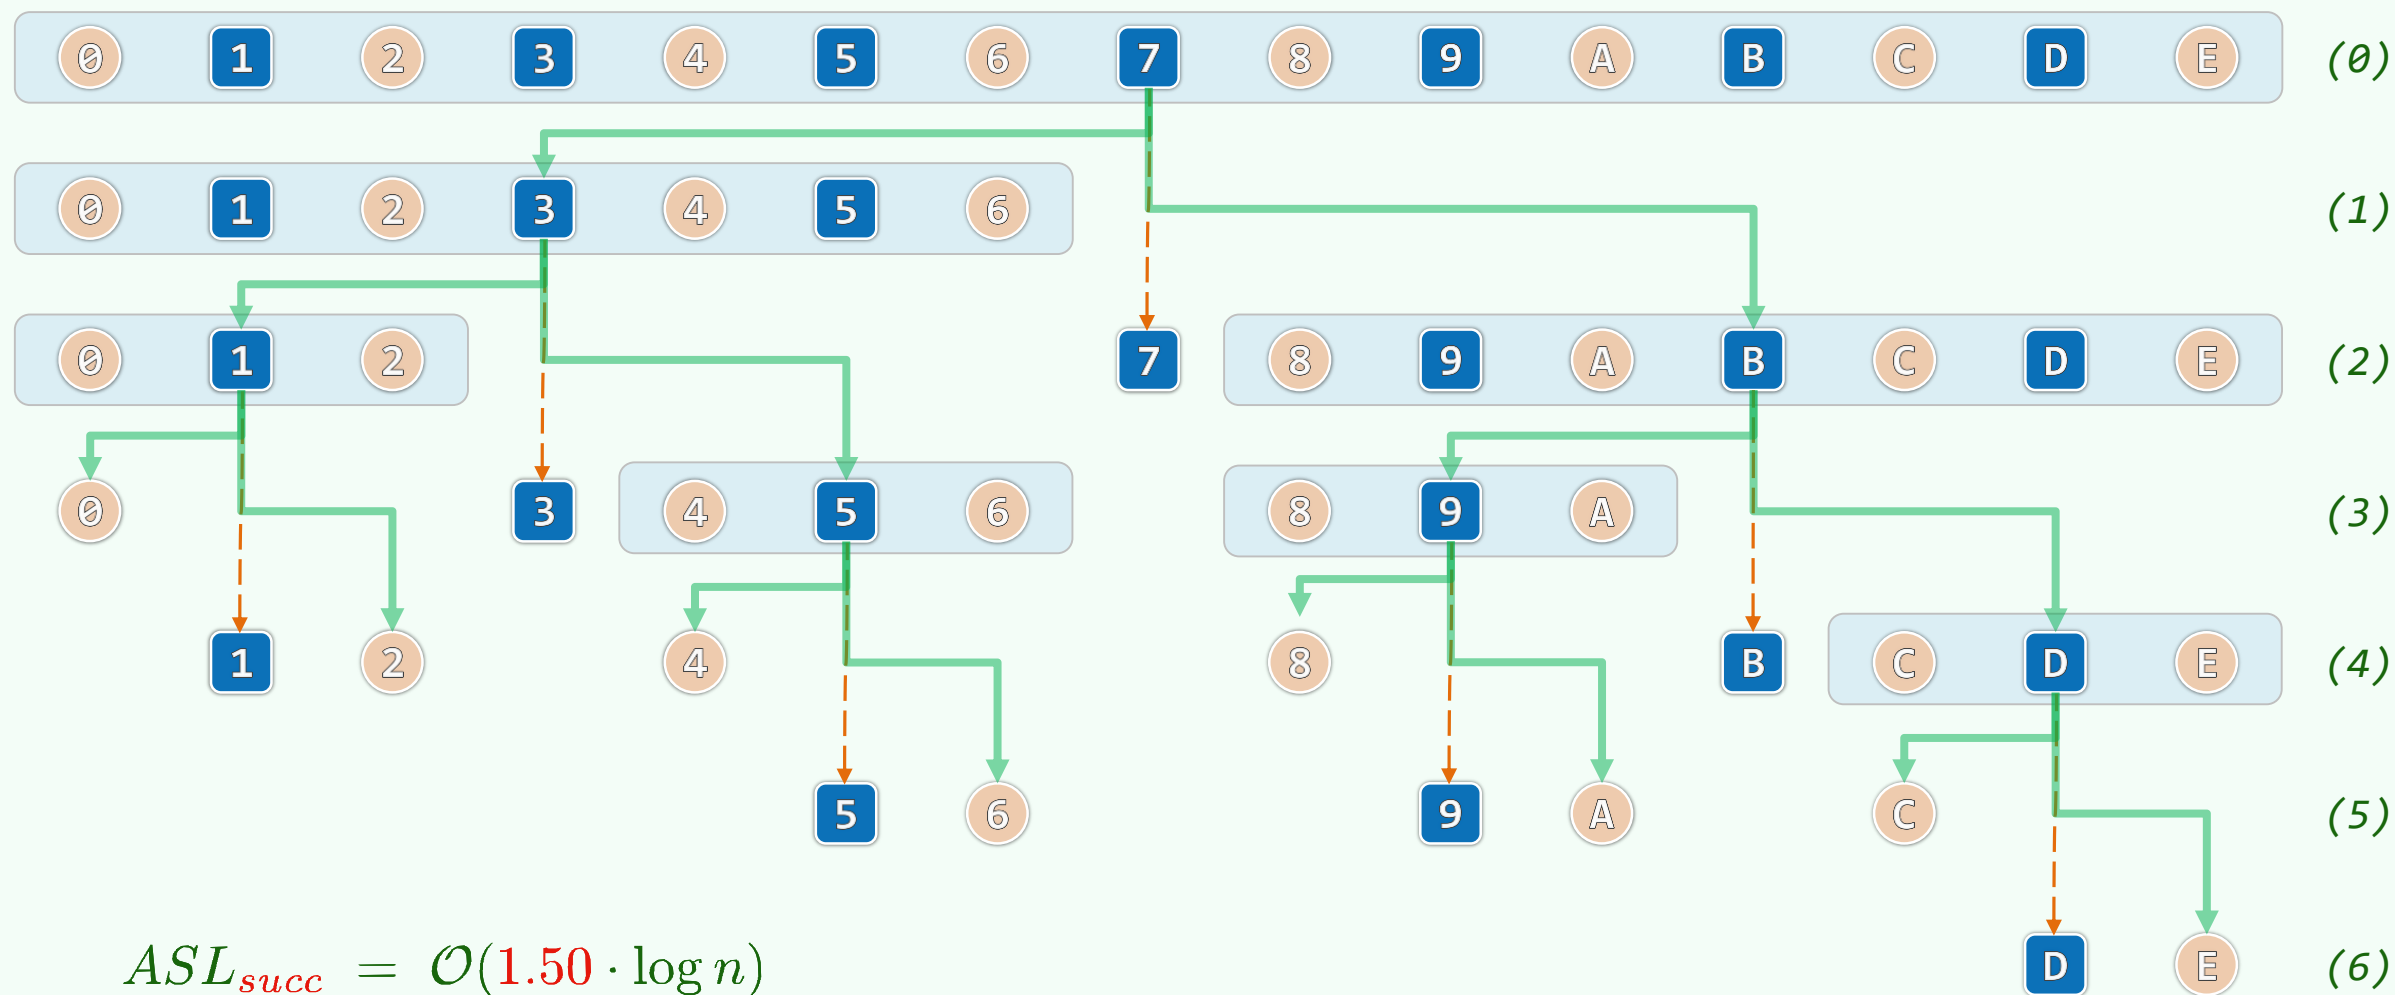 0 1 2 3 4 5 6 7 8 9 A B C D E (0)
0 1 2 3 4 5 6 (1)
0 1 2 7 8 9 A B C D E (2)
0 3 4 5 6 8 9 A (3)
1 2 4 8 B C D E (4)
5 6 9 A C (5)
D E (6)
ASL_succ = O(1.50 · log n)